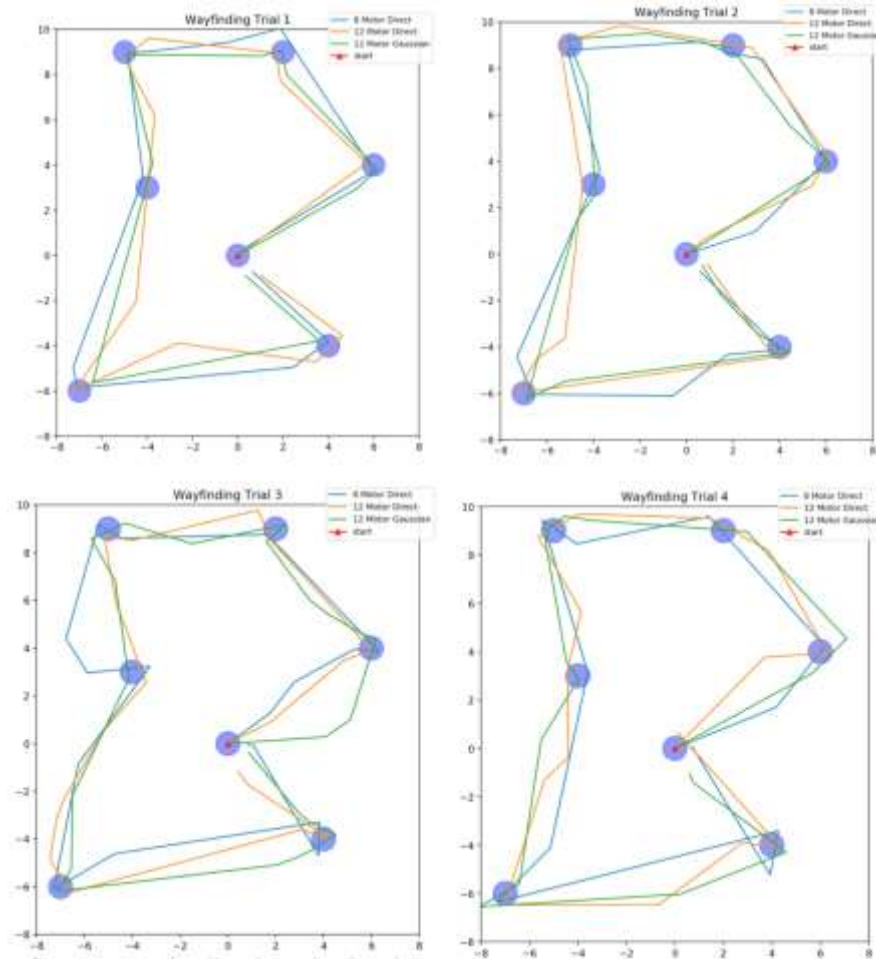 Wayfinding Trial 1
8 Motor Direct
12 Motor Direct
12 Motor Gaussian
start
10
8
6
4
2
0
−2
−4
−6
−8
−8 −6 −4 −2 0 2 4 6 8
Wayfinding Trial 2
8 Motor Direct
12 Motor Direct
12 Motor Gaussian
start
10
8
6
4
2
0
−2
−4
−6
−8
−8 −6 −4 −2 0 2 4 6 8
Wayfinding Trial 3
8 Motor Direct
12 Motor Direct
12 Motor Gaussian
start
10
8
6
4
2
0
−2
−4
−6
−8
−8 −6 −4 −2 0 2 4 6 8
Wayfinding Trial 4
8 Motor Direct
12 Motor Direct
12 Motor Gaussian
start
10
8
6
4
2
0
−2
−4
−6
−8
−8 −6 −4 −2 0 2 4 6 8